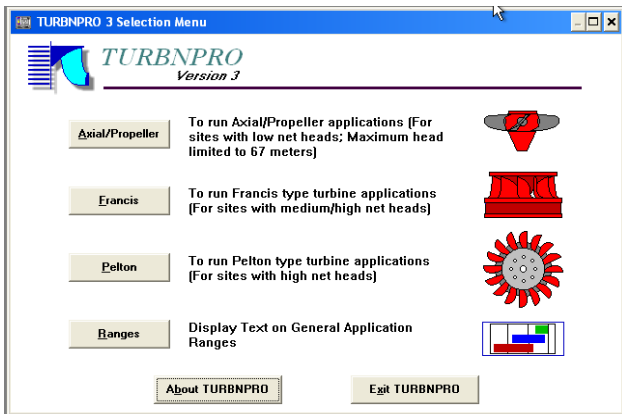 TURBNPRO 3 Selection Menu
TURBNPRO
Version 3
Axial/Propeller
To run Axial/Propeller applications (For
sites with low net heads; Maximum head
limited to 67 meters)
Francis
To run Francis type turbine applications
(For sites with medium/high net heads)
Pelton
To run Pelton type turbine applications
(For sites with high net heads)
Ranges
Display Text on General Application
Ranges
About TURBNPRO
Exit TURBNPRO